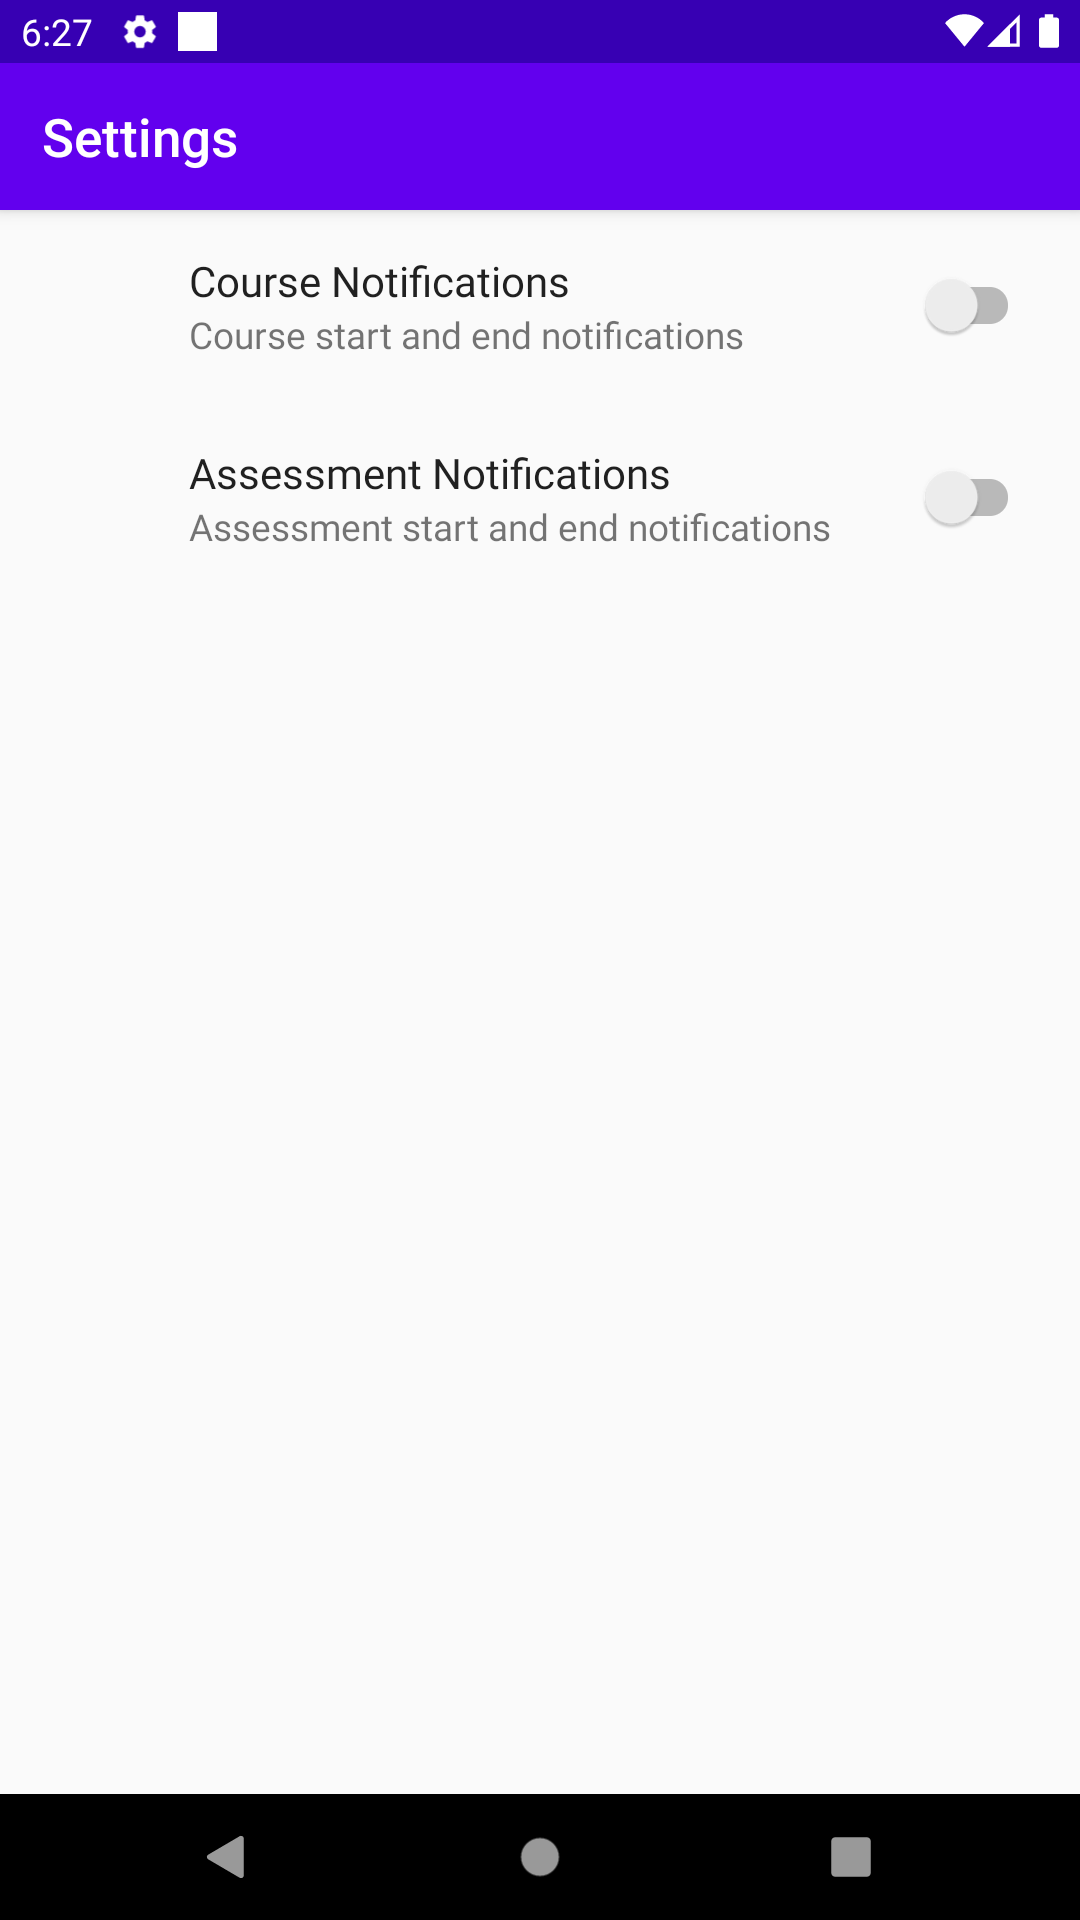 6:27
Settings
Course Notifications
Course start and end notifications
Assessment Notifications
Assessment start and end notifications